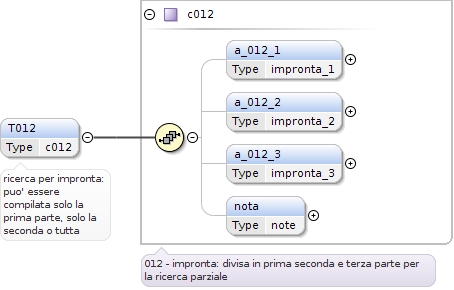 c012
a_012_1
Type impronta_1
a_012_2
Type impronta_2
T012
Type c012
a_012_3
Type impronta_3
ricerca per impronta:
puo' essere
compilata solo la
prima parte, solo la
seconda o tutta
nota
Type note
012 - impronta: divisa in prima seconda e terza parte per
la ricerca parziale